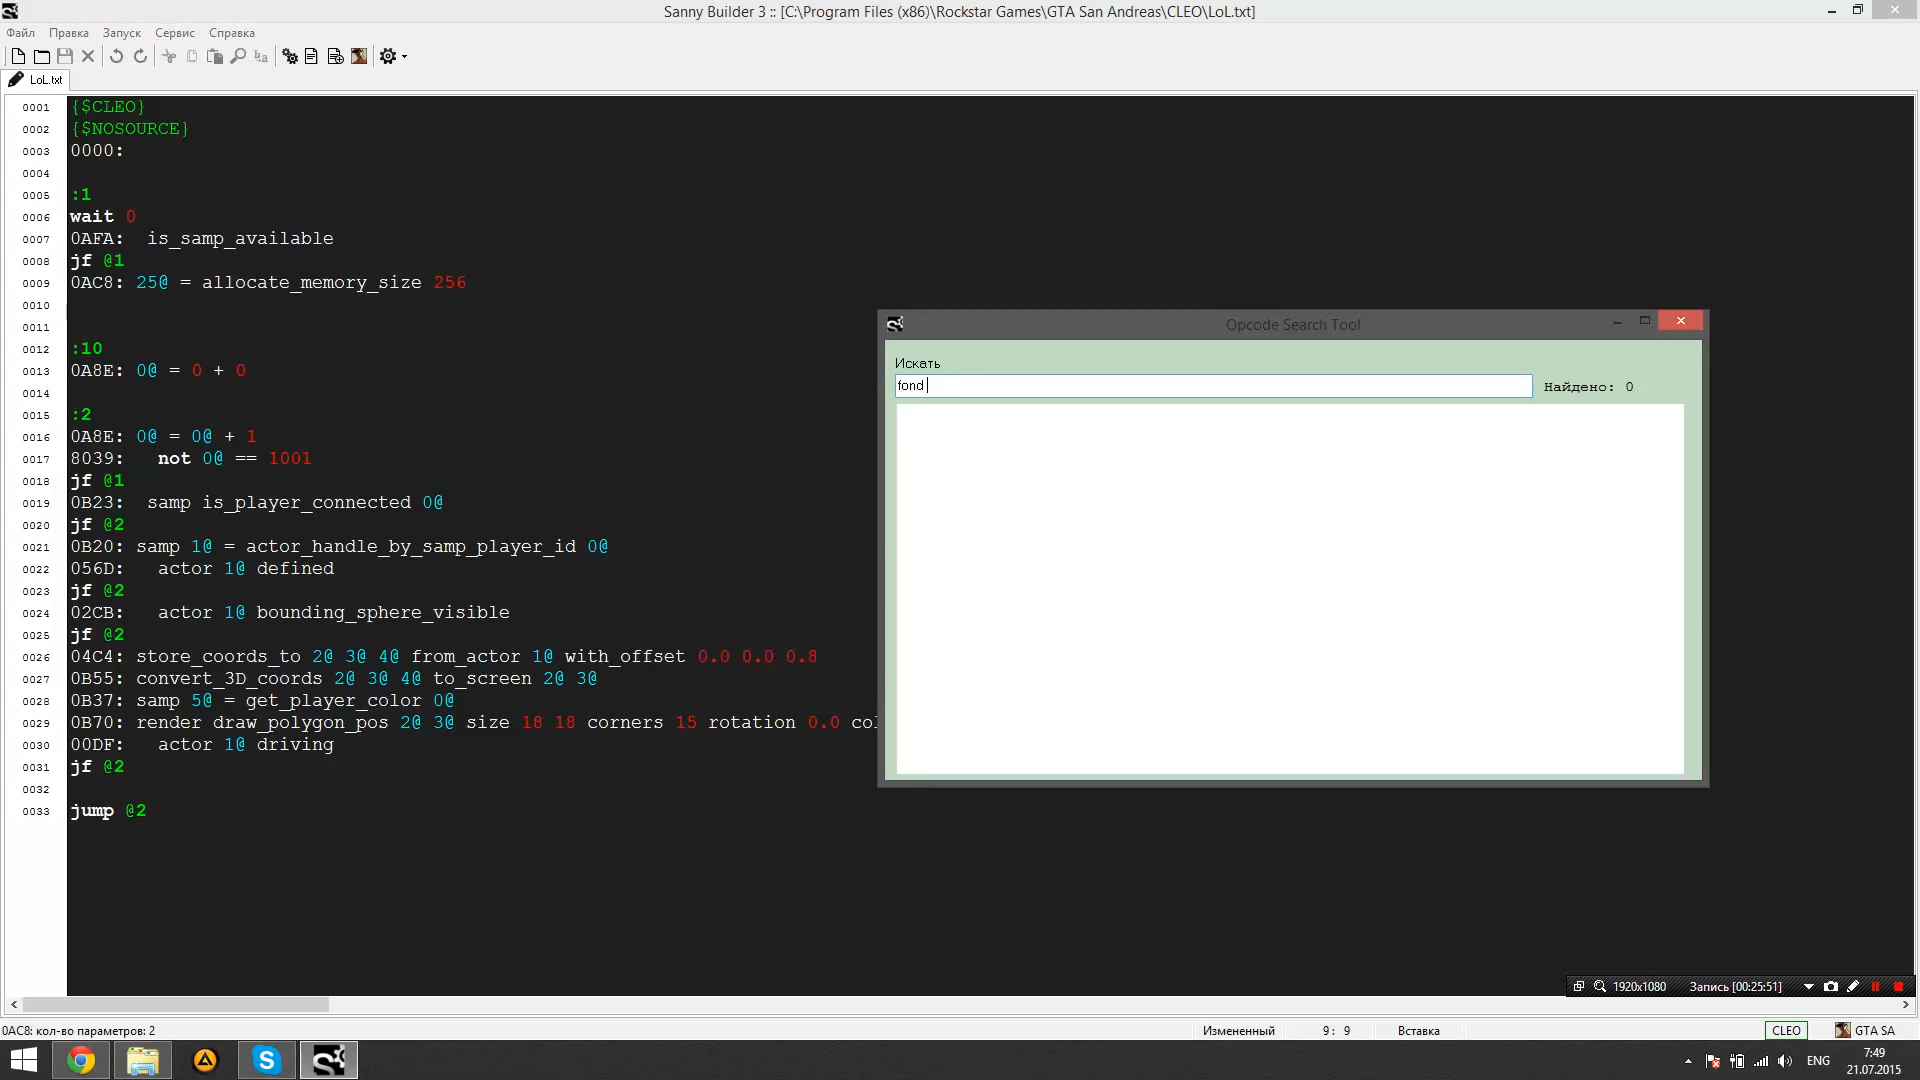 Sanny Builder 3 :: [C:\Program Files (x86)\Rockstar Games\GTA San Andreas\CLEO\LoL.txt]
Файл Правка Запуск Сервис Справка
LoL.txt
0001 {$CLEO}
0002 {$NOSOURCE}
0003 0000:
0004
0005 :1
0006 wait 0
0007 0AFA: is_samp_available
0008 jf @1
0009 0AC8: 25@ = allocate_memory_size 256
0010
0011
0012 :10
0013 0A8E: 0@ = 0 + 0
0014
0015 :2
0016 0A8E: 0@ = 0@ + 1
0017 8039: not 0@ == 1001
0018 jf @1
0019 0B23: samp is_player_connected 0@
0020 jf @2
0021 0B20: samp 1@ = actor_handle_by_samp_player_id 0@
0022 056D: actor 1@ defined
0023 jf @2
0024 02CB: actor 1@ bounding_sphere_visible
0025 jf @2
0026 04C4: store_coords_to 2@ 3@ 4@ from_actor 1@ with_offset 0.0 0.0 0.8
0027 0B55: convert_3D_coords 2@ 3@ 4@ to_screen 2@ 3@
0028 0B37: samp 5@ = get_player_color 0@
0029 0B70: render draw_polygon_pos 2@ 3@ size 18 18 corners 15 rotation 0.0 col
0030 00DF: actor 1@ driving
0031 jf @2
0032
0033 jump @2
Opcode Search Tool
Искать
fond
Найдено: 0
1920x1080 Запись [00:25:51]
0AC8: кол-во параметров: 2
Измененный 9: 9 Вставка CLEO GTA SA
ENG
7:49
21.07.2015